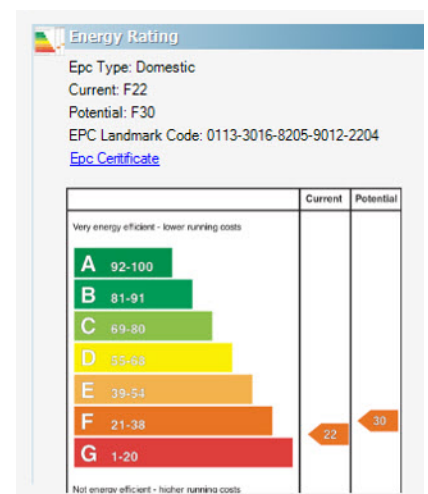 Energy Rating
Epc Type: Domestic
Current: F22
Potential: F30
EPC Landmark Code: 0113-3016-8205-9012-2204
Epc Ceritificate
Current Potential
Very energy efficient - lower running costs
A 92-100
B 81-91
C 69-80
D 55-68
E 39-54
F 21-38
22
30
G 1-20
Not energy efficient - higher running costs